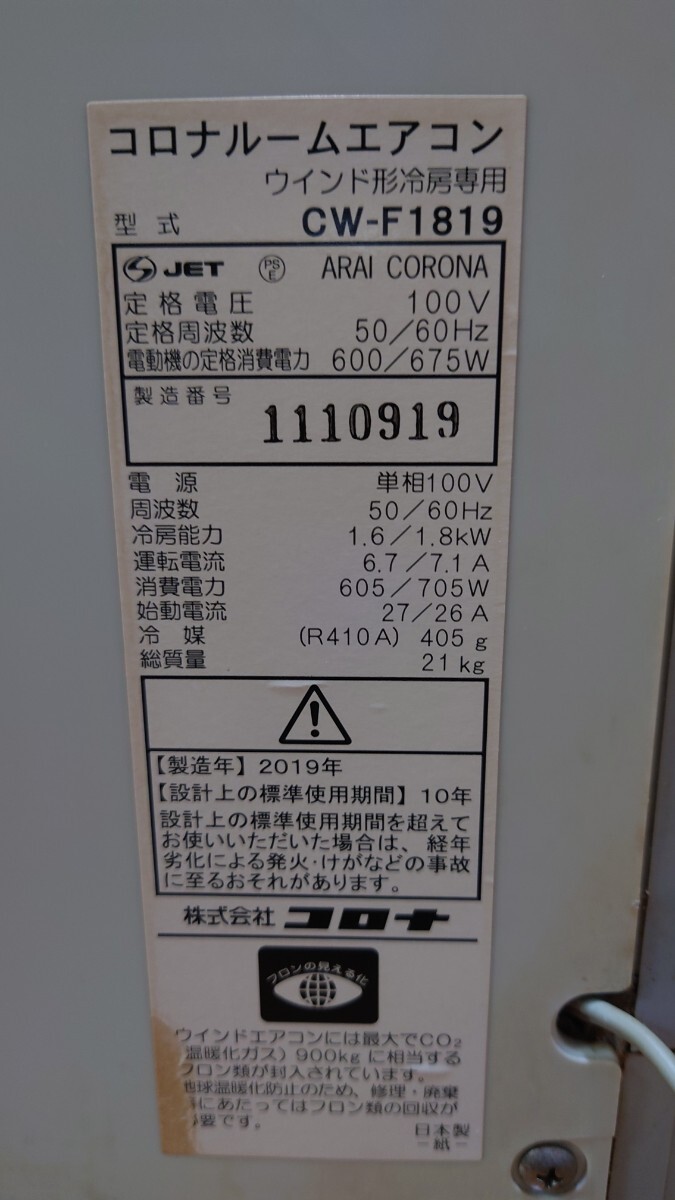 コロナルームエアコン
ウインド形冷房専用
型式 CW-F1819
JET PSE ARAI CORONA
定格電圧 100V
定格周波数 50/60Hz
電動機の定格消費電力 600/675W
製造番号
1110919
電源 単相100V
周波数 50/60Hz
冷房能力 1.6/1.8kW
運転電流 6.7/7.1A
消費電力 605/705W
始動電流 27/26A
冷媒 (R410A) 405g
総質量 21kg
【製造年】2019年
【設計上の標準使用期間】10年
設計上の標準使用期間を超えて
お使いいただいた場合は、経年
劣化による発火・けがなどの事故
に至るおそれがあります。
株式会社 コロナ
フロンの見える化
ウインドエアコンには最大でCO₂
温暖化ガス)900kgに相当する
フロン類が封入されています。
地球温暖化防止のため、修理・廃棄
にあたってはフロン類の回収が
要です。
日本製
－紙－